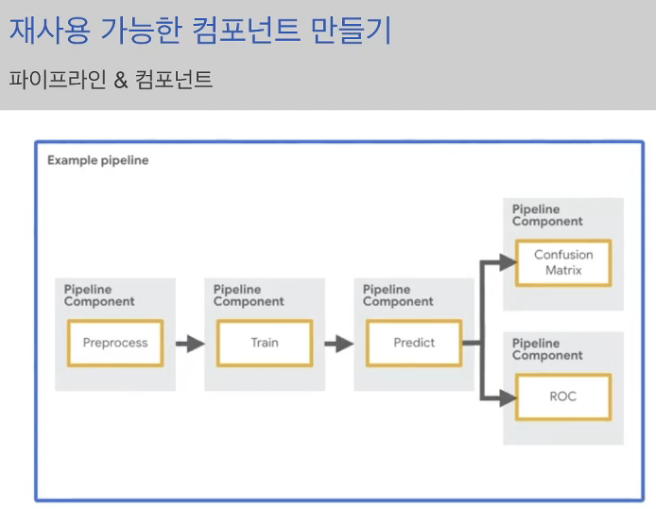 재사용 가능한 컴포넌트 만들기
파이프라인 & 컴포넌트
Example pipeline
Pipeline
Component
Preprocess
Pipeline
Component
Train
Pipeline
Component
Predict
Pipeline
Component
Confusion
Matrix
Pipeline
Component
ROC